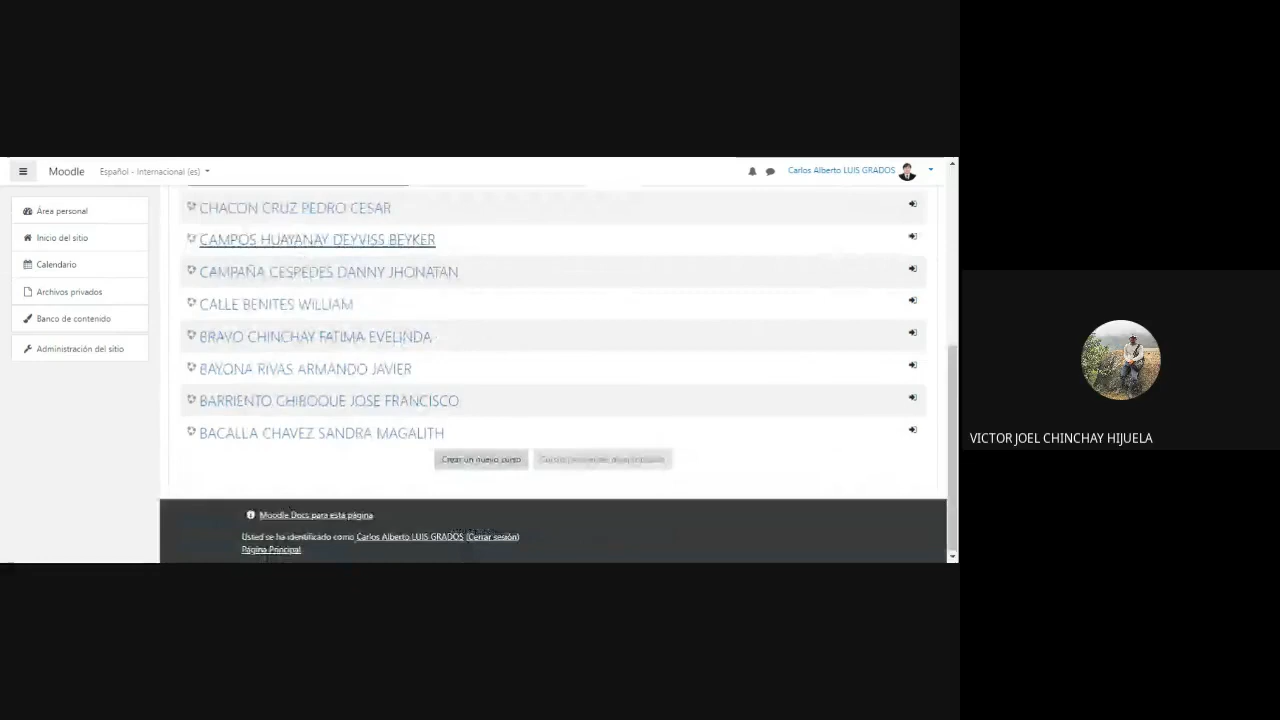 Moodle Español - Internacional (es) Carlos Alberto LUIS GRADOS
Área personal
Inicio del sitio
Calendario
Archivos privados
Banco de contenido
Administración del sitio
CHACON CRUZ PEDRO CESAR
CAMPOS HUAYANAY DEYVISS BEYKER
CAMPAÑA CESPEDES DANNY JHONATAN
CALLE BENITES WILLIAM
BRAVO CHINCHAY FATIMA EVELINDA
BAYONA RIVAS ARMANDO JAVIER
BARRIENTO CHIBOQUE JOSE FRANCISCO
BACALLA CHAVEZ SANDRA MAGALITH
Crear un nuevo curso
Moodle Docs para esta página
Usted se ha identificado como Carlos Alberto LUIS GRADOS (Cerrar sesión)
Página Principal
VICTOR JOEL CHINCHAY HIJUELA